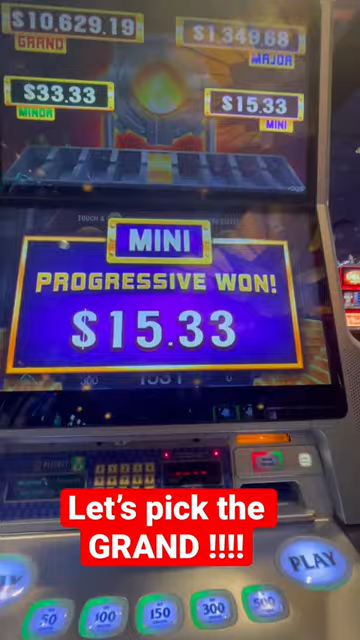 $10,629.19
GRAND
$1,349.68
MAJOR
$33.33
MINOR
$15.33
MINI
TOUCH
MINI
PROGRESSIVE WON!
$15.33
Let's pick the
GRAND !!!!
PLAY
50
100
150
300
500